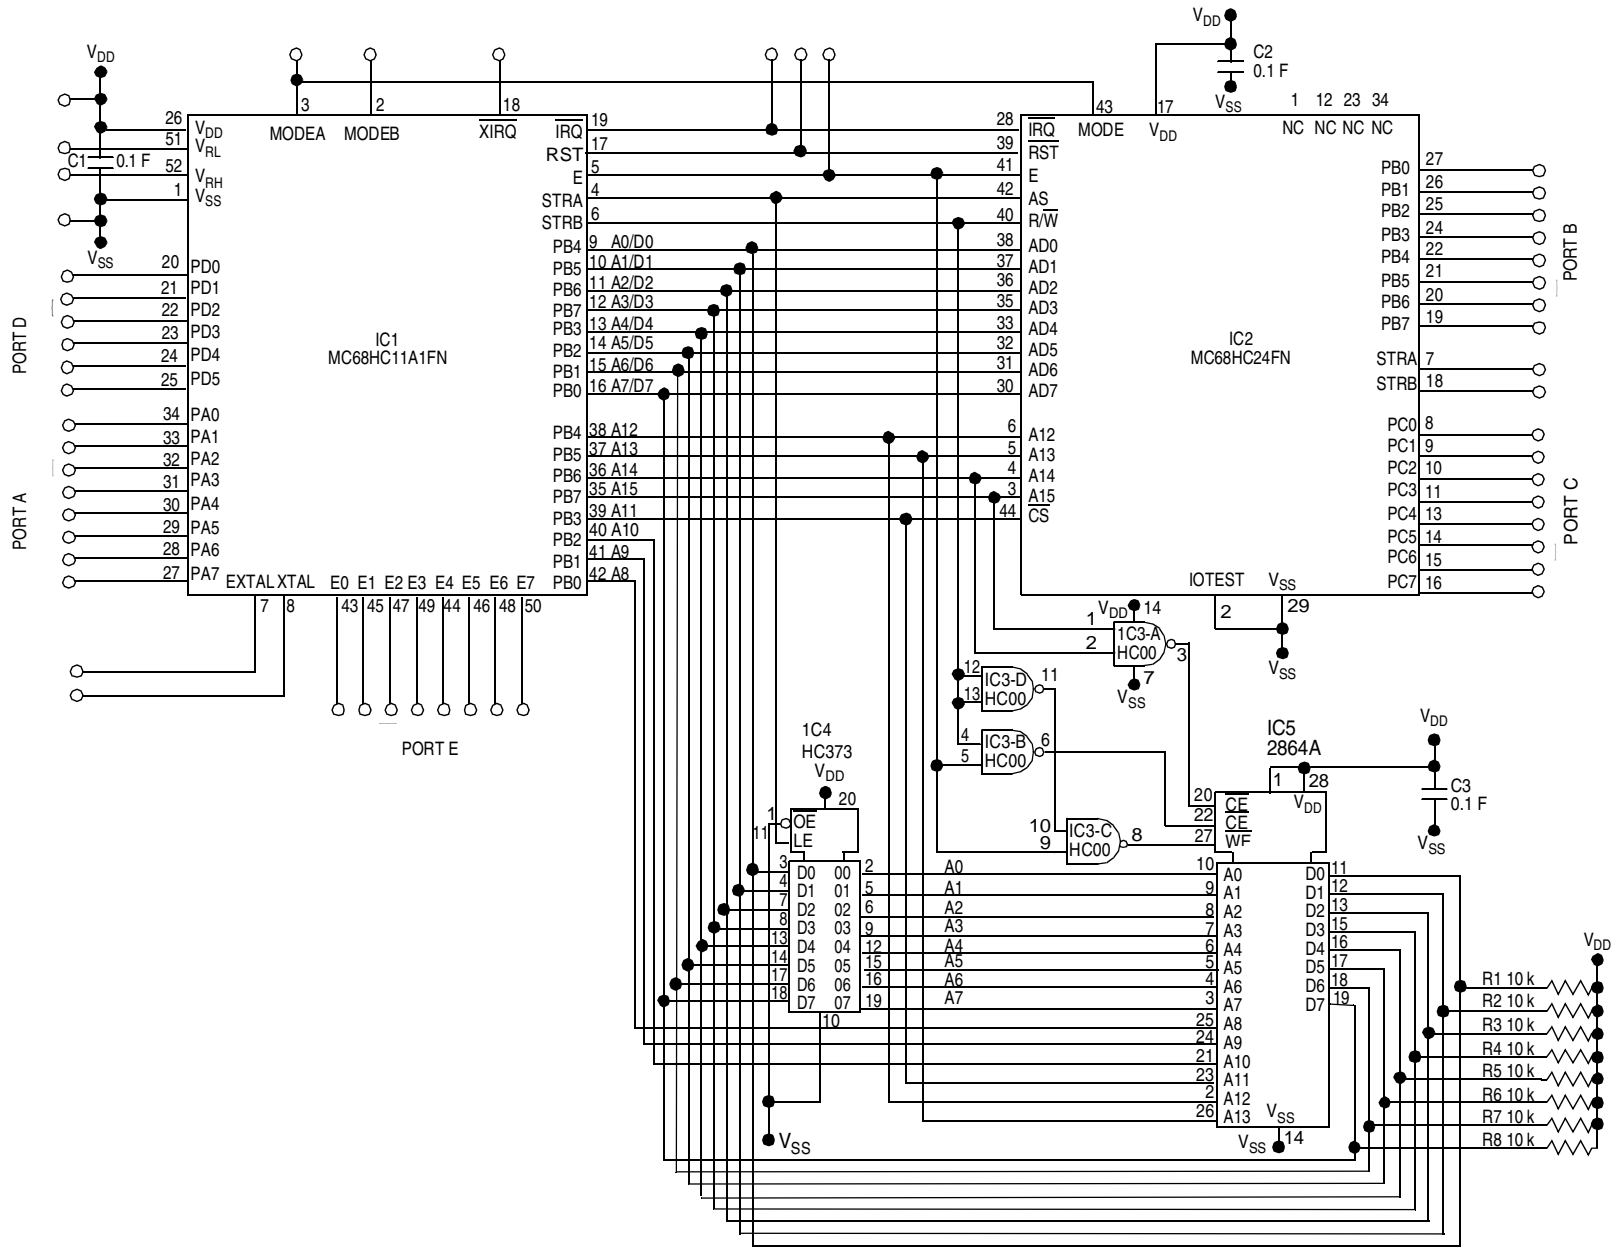 VDD
C2
0.1 F
VSS
VDD
C1 0.1 F
VSS
3 2 18
MODEA MODEB XIRQ
26 VDD
51 VRL
52 VRH
1 VSS
20 PD0
21 PD1
22 PD2
23 PD3
24 PD4
25 PD5
PORT D
34 PA0
33 PA1
32 PA2
31 PA3
30 PA4
29 PA5
28 PA6
27 PA7
PORT A
IC1
MC68HC11A1FN
EXTAL XTAL E0 E1 E2 E3 E4 E5 E6 E7
7 8 43 45 47 49 44 46 48 50
PORT E
IRQ 19
RST 17
E 5
STRA 4
STRB 6
PB4 9 A0/D0
PB5 10 A1/D1
PB6 11 A2/D2
PB7 12 A3/D3
PB3 13 A4/D4
PB2 14 A5/D5
PB1 15 A6/D6
PB0 16 A7/D7
PB4 38 A12
PB5 37 A13
PB6 36 A14
PB7 35 A15
PB3 39 A11
PB2 40 A10
PB1 41 A9
PB0 42 A8
43 17 1 12 23 34
MODE VDD NC NC NC NC
28 IRQ
39 RST
41 E
42 AS
40 R/W
38 AD0
37 AD1
36 AD2
35 AD3
33 AD4
32 AD5
31 AD6
30 AD7
6 A12
5 A13
4 A14
3 A15
44 CS
IC2
MC68HC24FN
PB0 27
PB1 26
PB2 25
PB3 24
PB4 22
PB5 21
PB6 20
PB7 19
PORT B
STRA 7
STRB 18
PC0 8
PC1 9
PC2 10
PC3 11
PC4 13
PC5 14
PC6 15
PC7 16
PORT C
IOTEST VSS
2 29
VSS
VDD 14
1 1C3-A 3
2 HC00
7
VSS
12 IC3-D 11
13 HC00
4 IC3-B 6
5 HC00
10 IC3-C 8
9 HC00
1C4
HC373
VDD
20
1 OE
11 LE
3 D0 00 2 A0
4 D1 01 5 A1
7 D2 02 6 A2
8 D3 03 9 A3
13 D4 04 12 A4
14 D5 05 15 A5
17 D6 06 16 A6
18 D7 07 19 A7
10
VSS
IC5
2864A
VDD
1 28
VDD
C3
0.1 F
VSS
20 CE
22 CE
27 WF
10 A0 D0 11
9 A1 D1 12
8 A2 D2 13
7 A3 D3 15
6 A4 D4 16
5 A5 D5 17
4 A6 D6 18
3 A7 D7 19
25 A8
24 A9
21 A10
23 A11
2 A12
26 A13
VSS
VSS 14
VDD
R1 10 k
R2 10 k
R3 10 k
R4 10 k
R5 10 k
R6 10 k
R7 10 k
R8 10 k